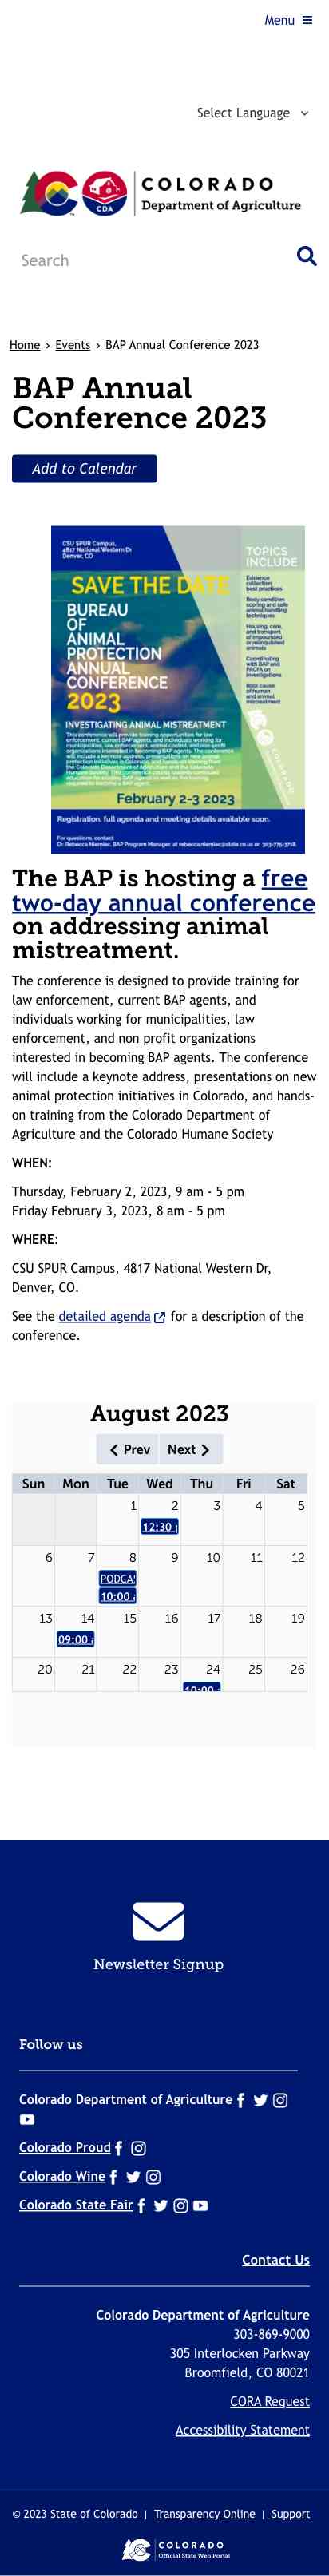 Menu
Select Language
COLORADO
CDA
Department of Agriculture
Search
Home › Events › BAP Annual Conference 2023
BAP Annual
Conference 2023
Add to Calendar
CSU SPUR Campus,
4817 National Western Dr
Denver, CO
SAVE THE DATE
BUREAU
OF
ANIMAL
PROTECTION
ANNUAL
CONFERENCE
2023
TOPICS
INCLUDE
Evidence
collection
best practices
Body condition
scoring and safe
animal handling
techniques
Housing, care,
and transport
of impounded
or relinquished
animals
Coordinating
with BAP and
PACFA on
investigations
Root cause
of human
and animal
mistreatment
INVESTIGATING ANIMAL MISTREATMENT
February 2-3 2023
Registration, full agenda and meeting details available soon.
For questions, contact
Dr. Rebecca Niemiec, BAP Program Manager at rebecca.niemiec@state.co.us or 303-775-3718.
The BAP is hosting a free
two-day annual conference
on addressing animal
mistreatment.
The conference is designed to provide training for
law enforcement, current BAP agents, and
individuals working for municipalities, law
enforcement, and non profit organizations
interested in becoming BAP agents. The conference
will include a keynote address, presentations on new
animal protection initiatives in Colorado, and hands-
on training from the Colorado Department of
Agriculture and the Colorado Humane Society
WHEN:
Thursday, February 2, 2023, 9 am - 5 pm
Friday February 3, 2023, 8 am - 5 pm
WHERE:
CSU SPUR Campus, 4817 National Western Dr,
Denver, CO.
See the detailed agenda for a description of the
conference.
August 2023
Prev Next
Sun Mon Tue Wed Thu Fri Sat
1 2 3 4 5
12:30
6 7 8 9 10 11 12
PODCAS
10:00
13 14 15 16 17 18 19
09:00
20 21 22 23 24 25 26
10:00
Newsletter Signup
Follow us
Colorado Department of Agriculture
Colorado Proud
Colorado Wine
Colorado State Fair
Contact Us
Colorado Department of Agriculture
303-869-9000
305 Interlocken Parkway
Broomfield, CO 80021
CORA Request
Accessibility Statement
© 2023 State of Colorado | Transparency Online | Support
COLORADO
Official State Web Portal